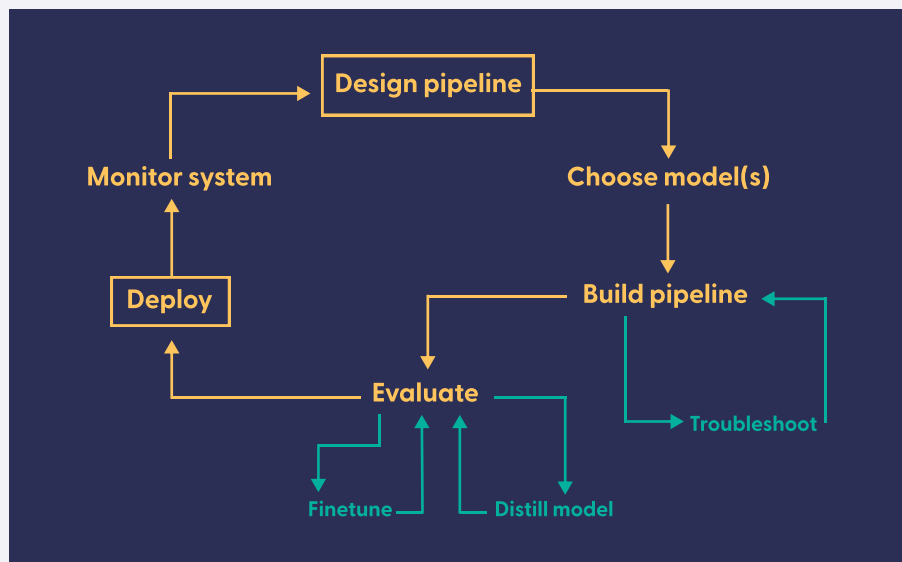 Design pipeline
Monitor system
Choose model(s)
Deploy
Build pipeline
Evaluate
Troubleshoot
Finetune
Distill model